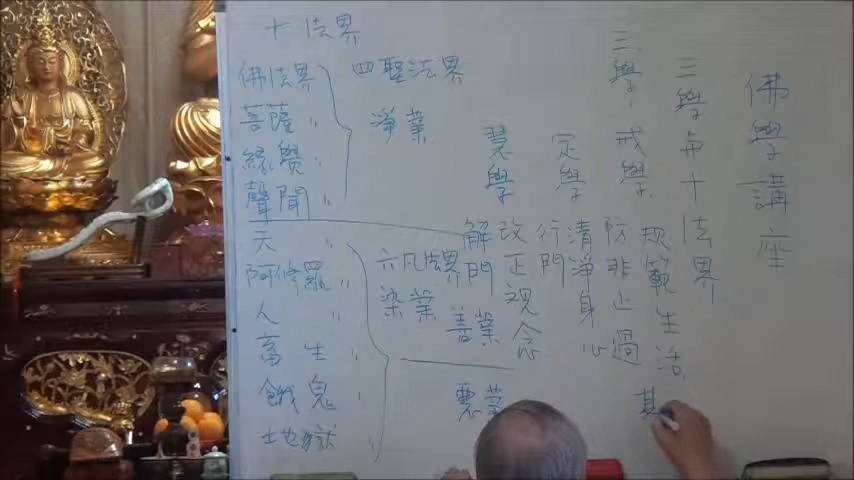 佛學講座
三學與十法界
三學、戒學
規範生活
防非止過
其
定學
清淨身心
行門
慧學
改正視念
解門
善業
惡業
十法界
佛法界
菩薩〃
緣覺〃
聲聞〃
天〃
阿修羅〃
人〃
畜生〃
餓鬼〃
地獄〃
四聖法界
淨業
六凡法界
染業